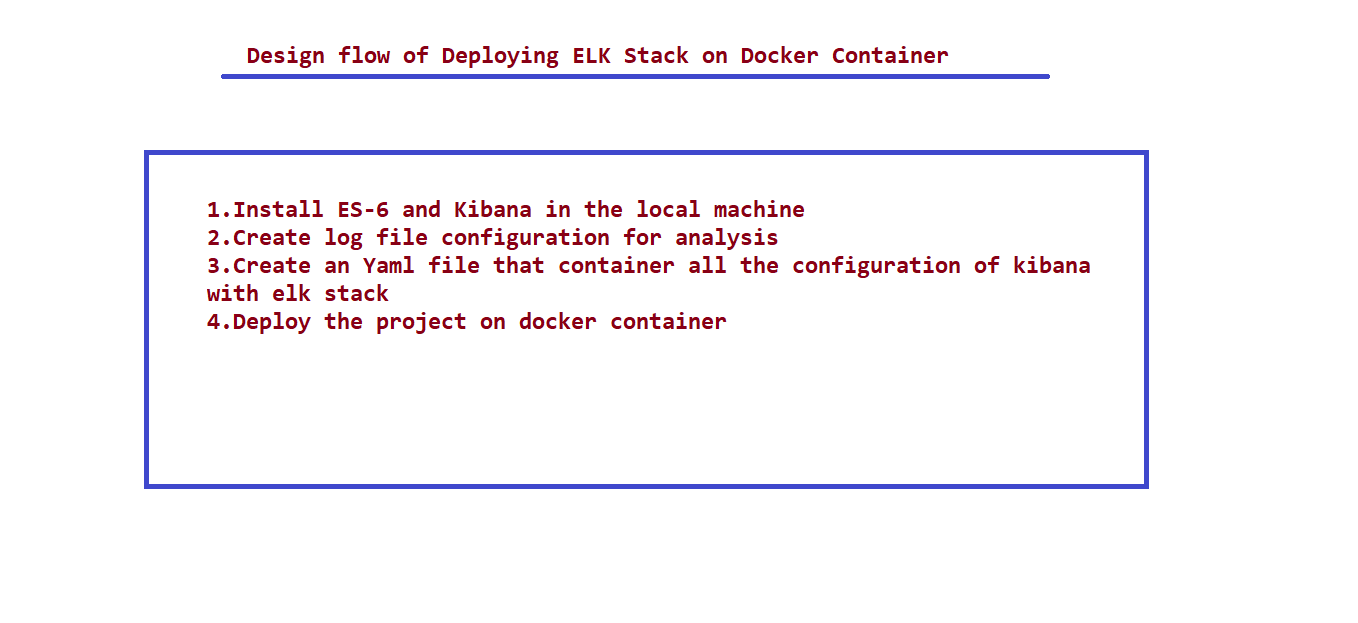 Design flow of Deploying ELK Stack on Docker Container
1.Install ES-6 and Kibana in the local machine
2.Create log file configuration for analysis
3.Create an Yaml file that container all the configuration of kibana
with elk stack
4.Deploy the project on docker container